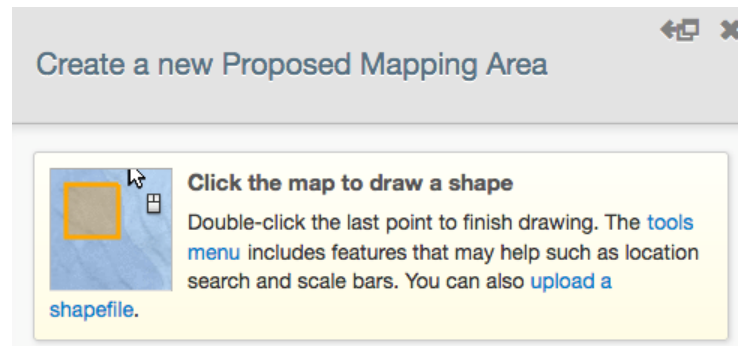 Create a new Proposed Mapping Area
Click the map to draw a shape
Double-click the last point to finish drawing. The tools
menu includes features that may help such as location
search and scale bars. You can also upload a
shapefile.